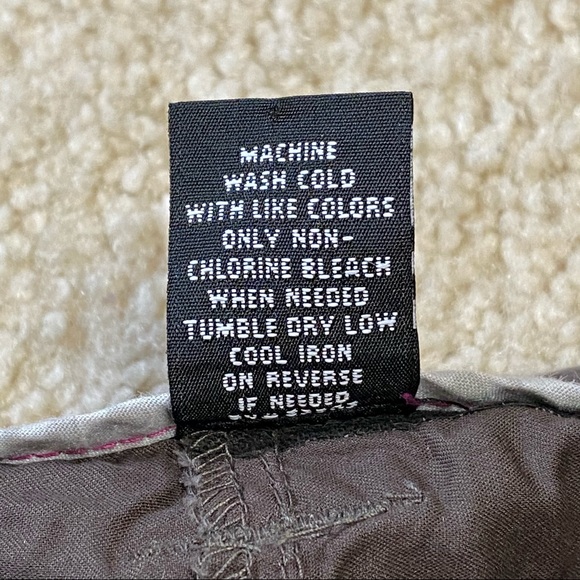 MACHINE
WASH COLD
WITH LIKE COLORS
ONLY NON-
CHLORINE BLEACH
WHEN NEEDED
TUMBLE DRY LOW
COOL IRON
ON REVERSE
IF NEEDED